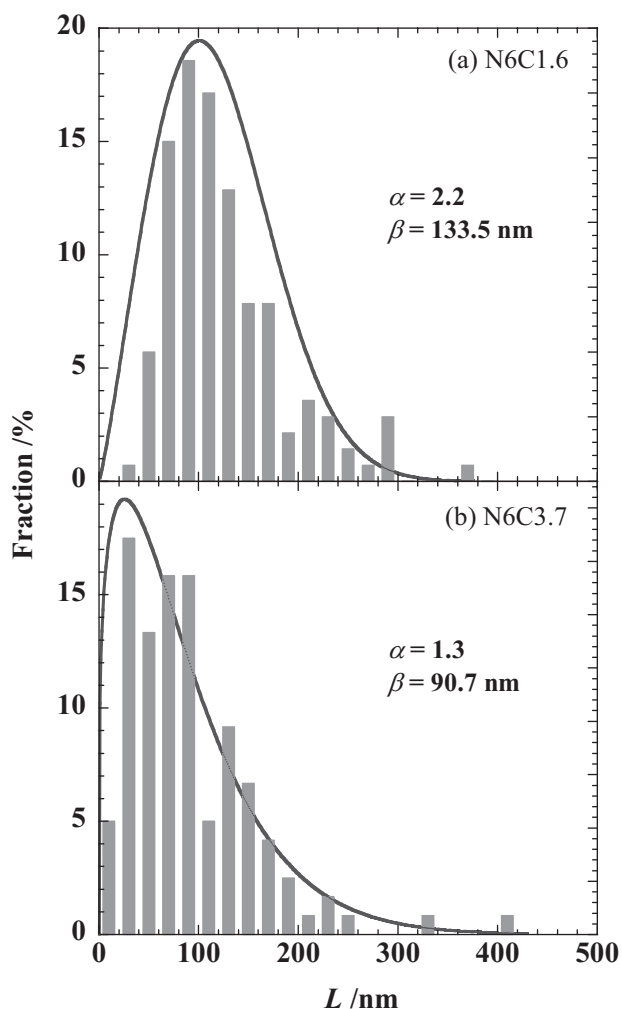 20
(a) N6C1.6
15
α = 2.2
β = 133.5 nm
10
5
0
Fraction /%
(b) N6C3.7
15
α = 1.3
β = 90.7 nm
10
5
0
0 100 200 300 400 500
L /nm